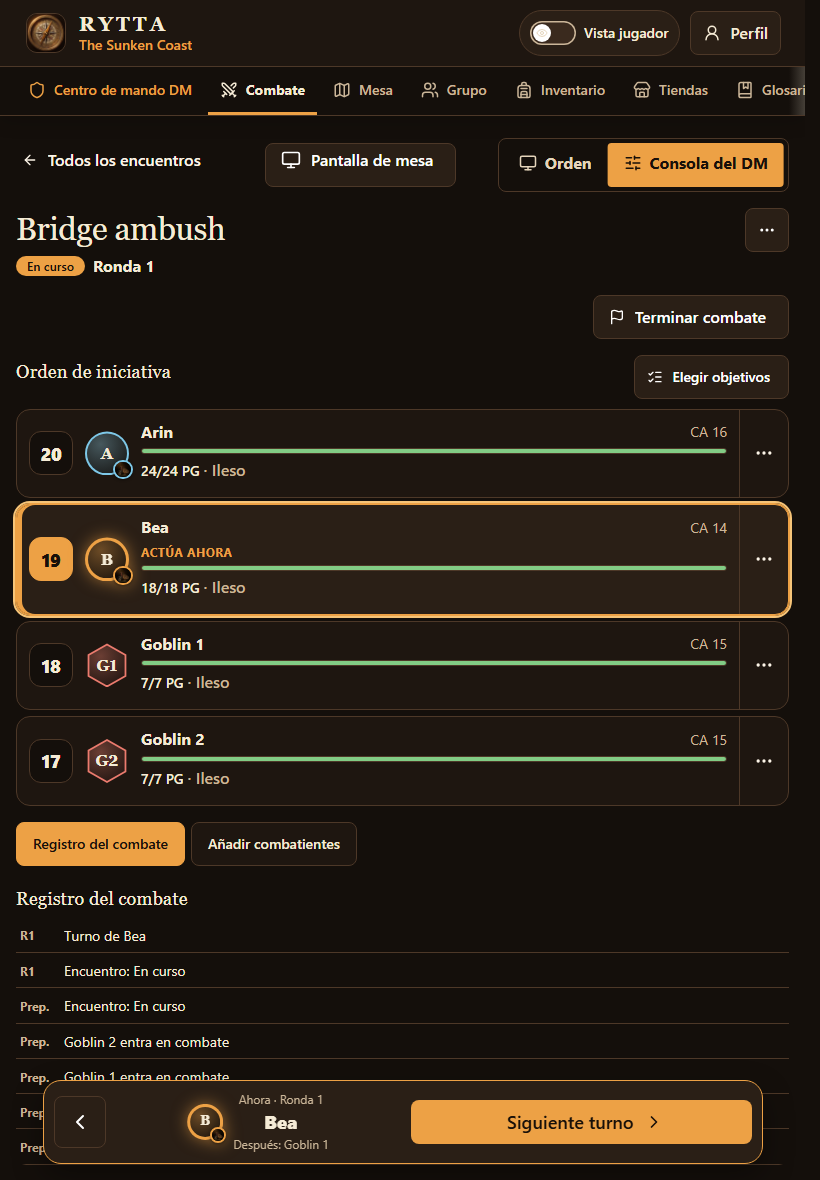 RYTTA
The Sunken Coast
Vista jugador
Perfil
Centro de mando DM
Combate
Mesa
Grupo
Inventario
Tiendas
Glosari
Todos los encuentros
Pantalla de mesa
Orden
Consola del DM
Bridge ambush
En curso
Ronda 1
Terminar combate
Orden de iniciativa
Elegir objetivos
20
A
Arin
CA 16
24/24 PG · Ileso
19
B
Bea
CA 14
ACTÚA AHORA
18/18 PG · Ileso
18
G1
Goblin 1
CA 15
7/7 PG · Ileso
17
G2
Goblin 2
CA 15
7/7 PG · Ileso
Registro del combate
Añadir combatientes
Registro del combate
R1 Turno de Bea
R1 Encuentro: En curso
Prep. Encuentro: En curso
Prep. Goblin 2 entra en combate
Prep. Goblin 1 entra en combate
Prep
Prep
B
Ahora · Ronda 1
Bea
Después: Goblin 1
Siguiente turno